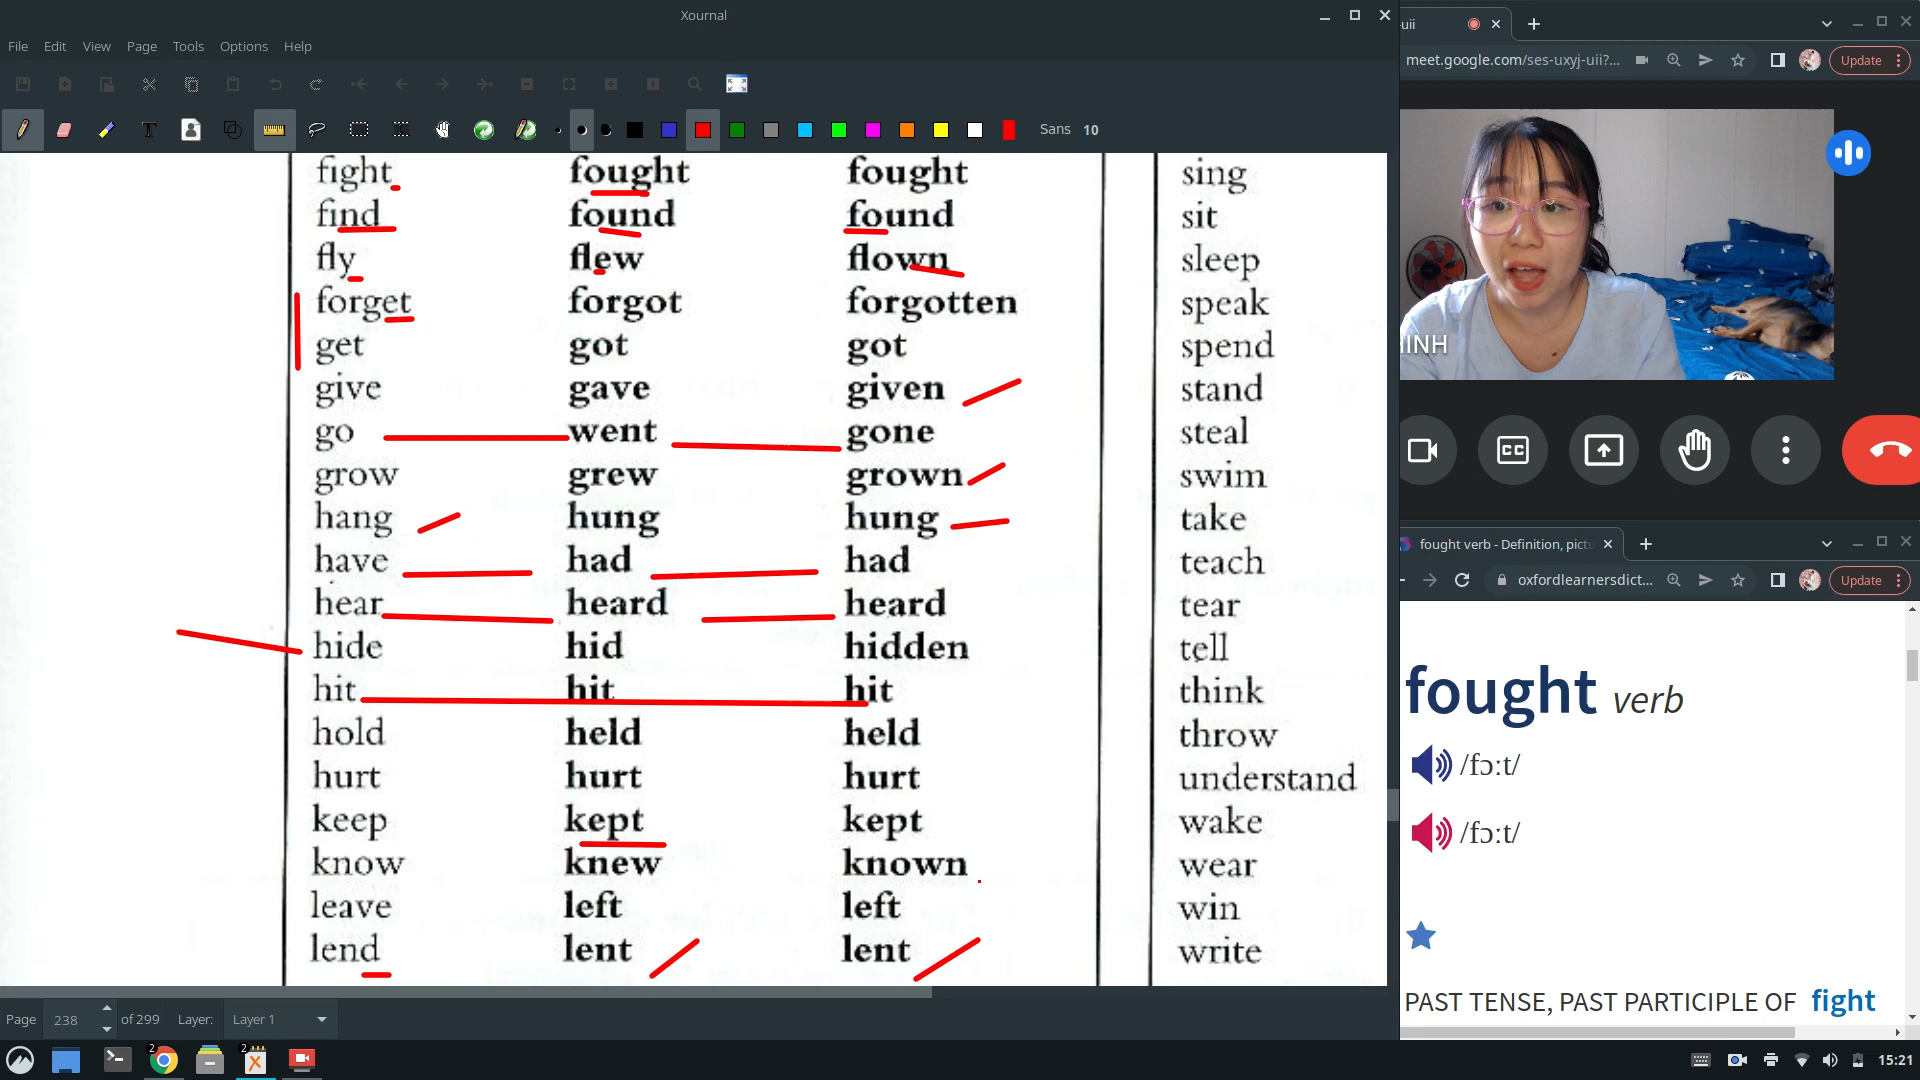 Xournal
File Edit View Page Tools Options Help
Sans 10
fight fought fought sing
find found found sit
fly flew flown sleep
forget forgot forgotten speak
get got got spend
give gave given stand
go went gone steal
grow grew grown swim
hang hung hung take
have had had teach
hear heard heard tear
hide hid hidden tell
hit hit hit think
hold held held throw
hurt hurt hurt understand
keep kept kept wake
know knew known wear
leave left left win
lend lent lent write
Page 238 of 299 Layer: Layer 1
-uii
meet.google.com/ses-uxyj-uii?...
Update
INH
CC
fought verb - Definition, pict
oxfordlearnersdict...
Update
fought verb
/fɔːt/
/fɔːt/
PAST TENSE, PAST PARTICIPLE OF fight
2
2
15:21